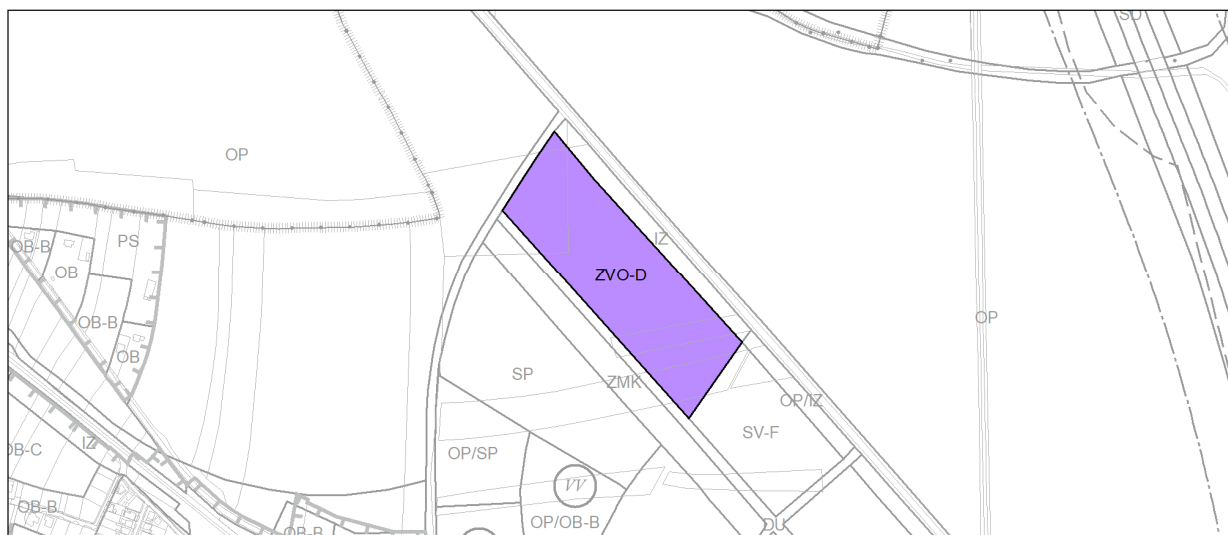 SU
OP
PS
OB-B
IZ
OB
ZVO-D
OB-B
OP
OB
SP
ZMK
OP/IZ
SV-F
IZ
OB-C
OP/SP
VV
OB-B
OP/OB-B
DU
OB-B